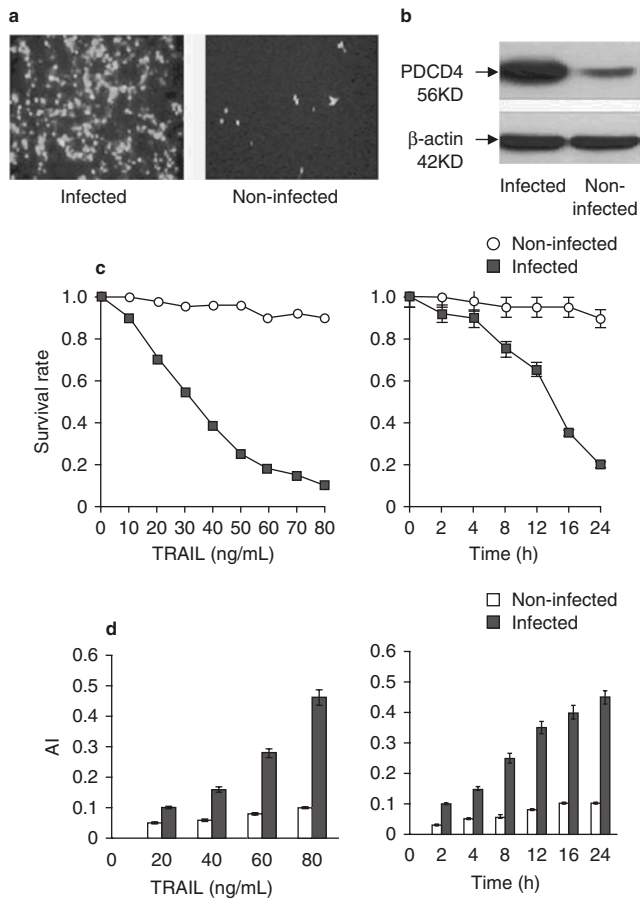 a
Infected
Non-infected
b
PDCD4
56KD
β-actin
42KD
Infected
Non-
infected
Non-infected
Infected
c
Survival rate
1.0
0.8
0.6
0.4
0.2
0
0 10 20 30 40 50 60 70 80
TRAIL (ng/mL)
1.0
0.8
0.6
0.4
0.2
0
0 2 4 8 12 16 24
Time (h)
Non-infected
Infected
d
AI
0.6
0.5
0.4
0.3
0.2
0.1
0
0 20 40 60 80
TRAIL (ng/mL)
0.6
0.5
0.4
0.3
0.2
0.1
0
0 2 4 8 12 16 24
Time (h)